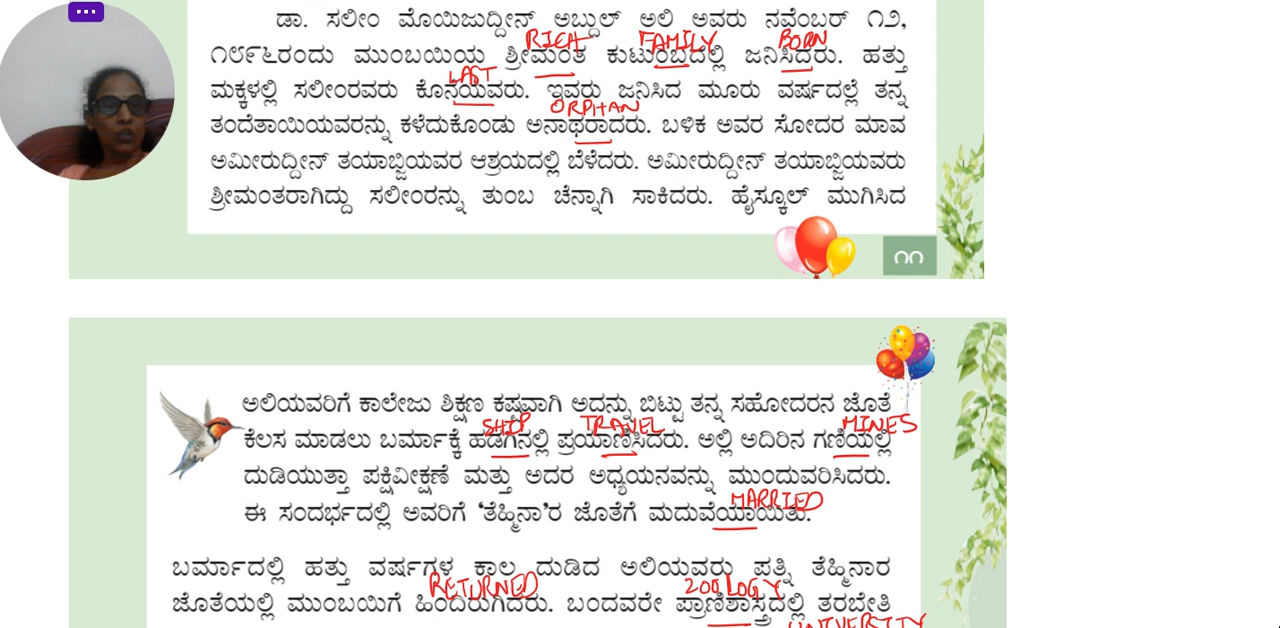 ಡಾ. ಸಲೀಂ ಮೊಯಿಜುದ್ದೀನ್ ಅಬ್ದುಲ್ ಅಲಿ ಅವರು ನವೆಂಬರ್ ೧೨,
RICH FAMILY BORN
೧೮೯೬ರಂದು ಮುಂಬಯಿಯ ಶ್ರೀಮಂತ ಕುಟುಂಬದಲ್ಲಿ ಜನಿಸಿದರು. ಹತ್ತು
LAST
ಮಕ್ಕಳಲ್ಲಿ ಸಲೀಂರವರು ಕೊನೆಯವರು. ಇವರು ಜನಿಸಿದ ಮೂರು ವರ್ಷದಲ್ಲೆ ತನ್ನ
ORPHAN
ತಂದೆತಾಯಿಯವರನ್ನು ಕಳೆದುಕೊಂಡು ಅನಾಥರಾದರು. ಬಳಿಕ ಅವರ ಸೋದರ ಮಾವ
ಅಮೀರುದ್ದೀನ್ ತಯಾಬ್ಜಿಯವರ ಆಶ್ರಯದಲ್ಲಿ ಬೆಳೆದರು. ಅಮೀರುದ್ದೀನ್ ತಯಾಬ್ಜಿಯವರು
ಶ್ರೀಮಂತರಾಗಿದ್ದು ಸಲೀಂರನ್ನು ತುಂಬ ಚೆನ್ನಾಗಿ ಸಾಕಿದರು. ಹೈಸ್ಕೂಲ್ ಮುಗಿಸಿದ
೧೧
ಅಲಿಯವರಿಗೆ ಕಾಲೇಜು ಶಿಕ್ಷಣ ಕಷ್ಟವಾಗಿ ಅದನ್ನು ಬಿಟ್ಟು ತನ್ನ ಸಹೋದರನ ಜೊತೆ
SHIP TRAVEL MINES
ಕೆಲಸ ಮಾಡಲು ಬರ್ಮಾಕ್ಕೆ ಹಡಗಿನಲ್ಲಿ ಪ್ರಯಾಣಿಸಿದರು. ಅಲ್ಲಿ ಅದಿರಿನ ಗಣಿಯಲ್ಲಿ
ದುಡಿಯುತ್ತಾ ಪಕ್ಷಿವೀಕ್ಷಣೆ ಮತ್ತು ಅದರ ಅಧ್ಯಯನವನ್ನು ಮುಂದುವರಿಸಿದರು.
MARRIED
ಈ ಸಂದರ್ಭದಲ್ಲಿ ಅವರಿಗೆ ‘ತೆಹ್ಮಿನಾ’ರ ಜೊತೆಗೆ ಮದುವೆಯಾಯಿತು.
ಬರ್ಮಾದಲ್ಲಿ ಹತ್ತು ವರ್ಷಗಳ ಕಾಲ ದುಡಿದ ಅಲಿಯವರು ಪತ್ನಿ ತೆಹ್ಮಿನಾರ
RETURNED ZOOLOGY
ಜೊತೆಯಲ್ಲಿ ಮುಂಬಯಿಗೆ ಹಿಂದಿರುಗಿದರು. ಬಂದವರೇ ಪ್ರಾಣಿಶಾಸ್ತ್ರದಲ್ಲಿ ತರಬೇತಿ
UNIVERSITY